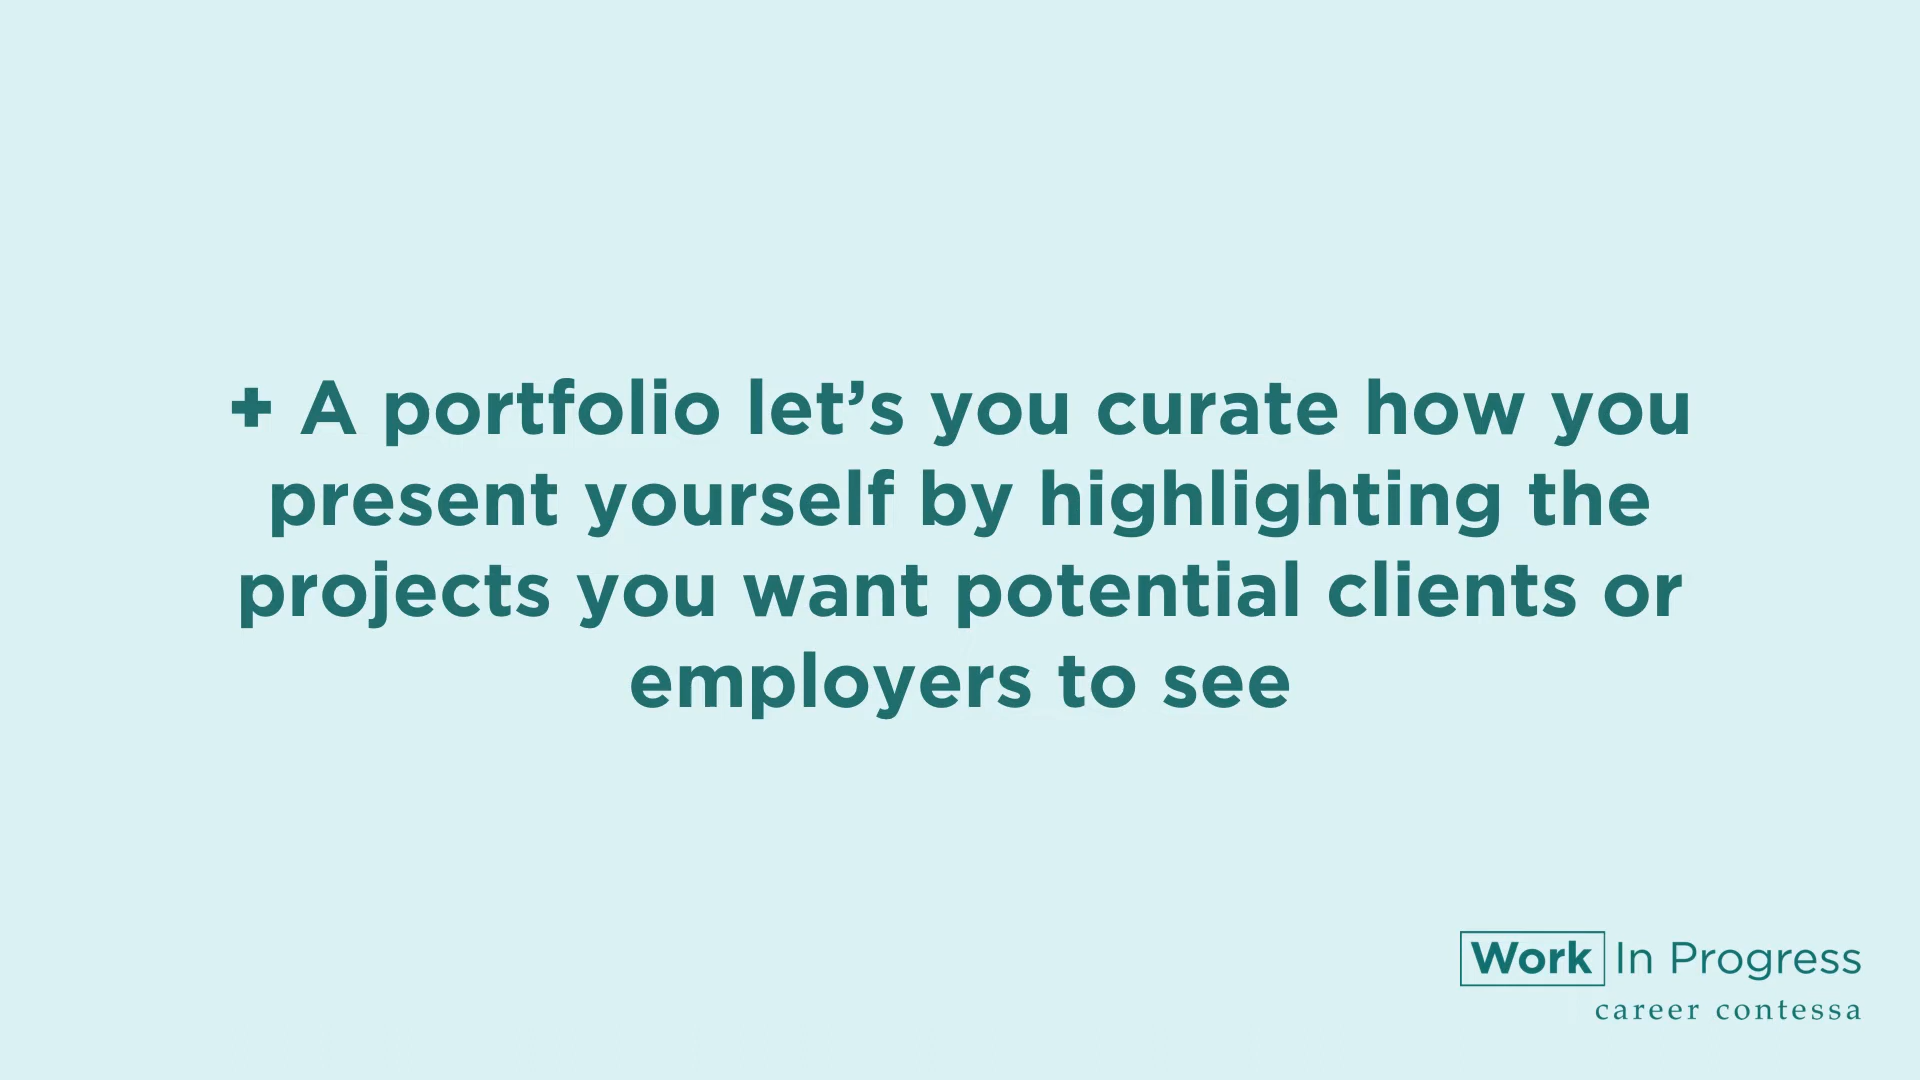 + A portfolio let’s you curate how you
present yourself by highlighting the
projects you want potential clients or
employers to see
Work In Progress
career contessa